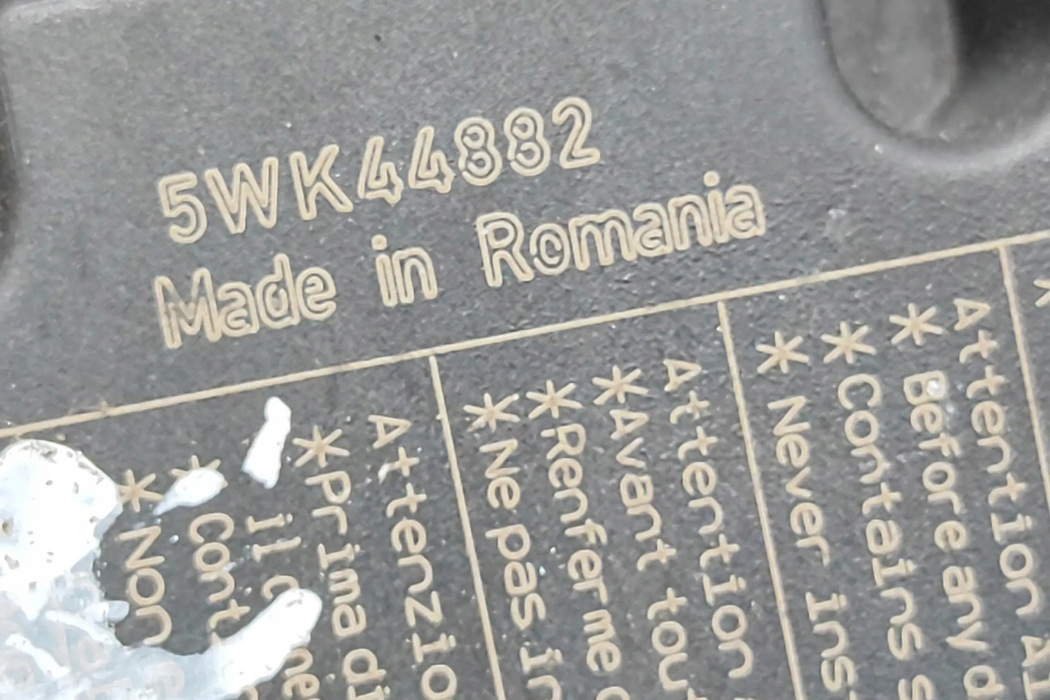 5WK44882
Made in Romania
Attention
*Before any
*Contains
* Never ins
Attention
*Avant tou
*Renferme
*Ne pas in
Attenzio
*Prima di
il
* Cont
*Non